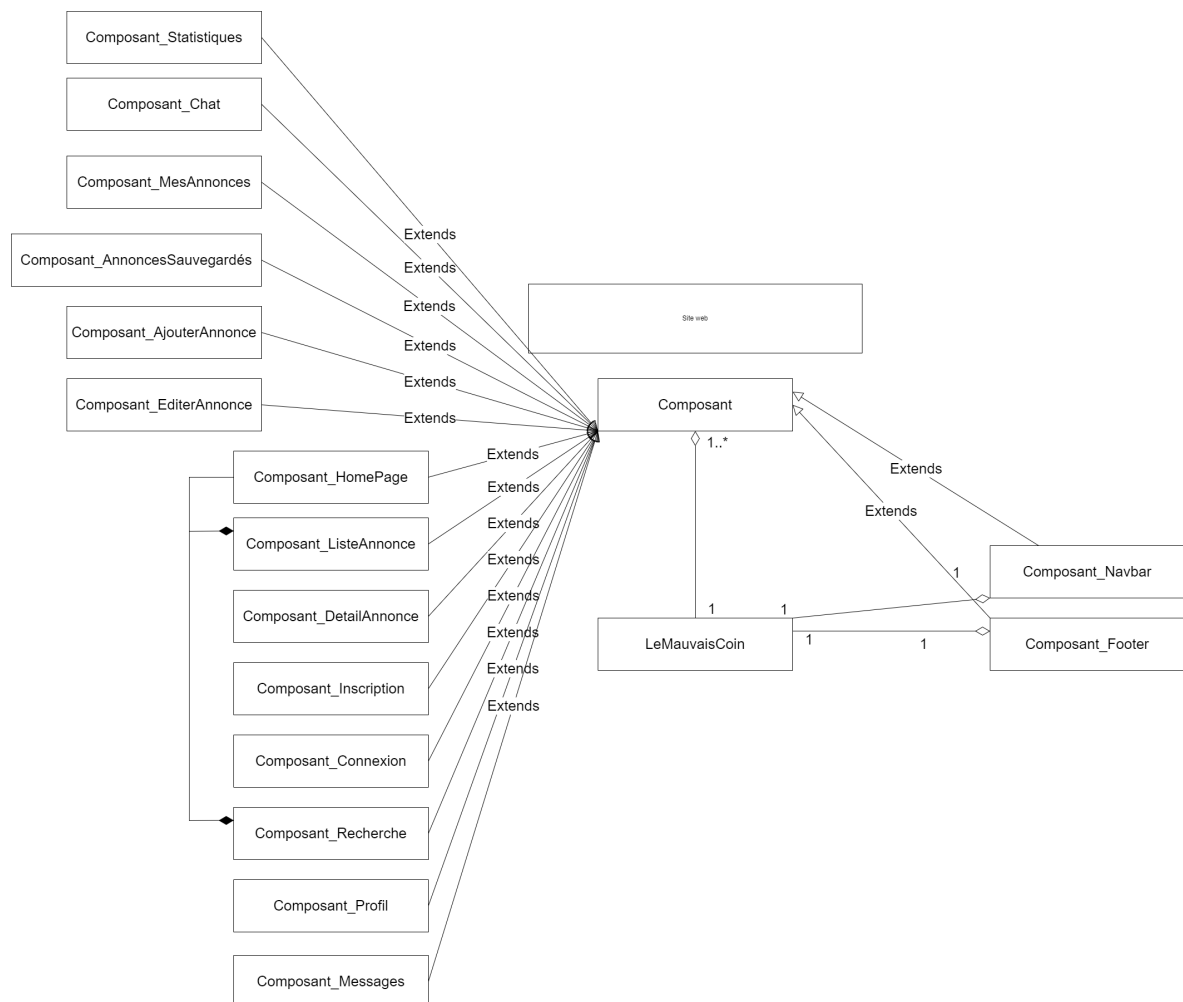 Composant_Statistiques
Composant_Chat
Composant_MesAnnonces
Extends
Composant_AnnoncesSauvegardés
Extends
Extends
Site web
Composant_AjouterAnnonce
Extends
Extends
Composant_EditerAnnonce
Extends
Composant
1..*
Extends
Extends
Composant_HomePage
Extends
Extends
Extends
Composant_ListeAnnonce
Extends
Composant_Navbar
1
Extends
Composant_DetailAnnonce
1
1
Extends
LeMauvaisCoin
1
1
Composant_Footer
Extends
Composant_Inscription
Extends
Composant_Connexion
Composant_Recherche
Composant_Profil
Composant_Messages